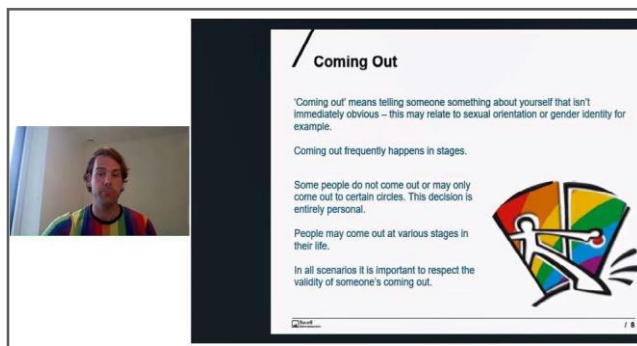 Coming Out
'Coming out' means telling someone something about yourself that isn't
immediately obvious – this may relate to sexual orientation or gender identity for
example.
Coming out frequently happens in stages.
Some people do not come out or may only
come out to certain circles. This decision is
entirely personal.
People may come out at various stages in
their life.
In all scenarios it is important to respect the
validity of someone's coming out.
/ 8